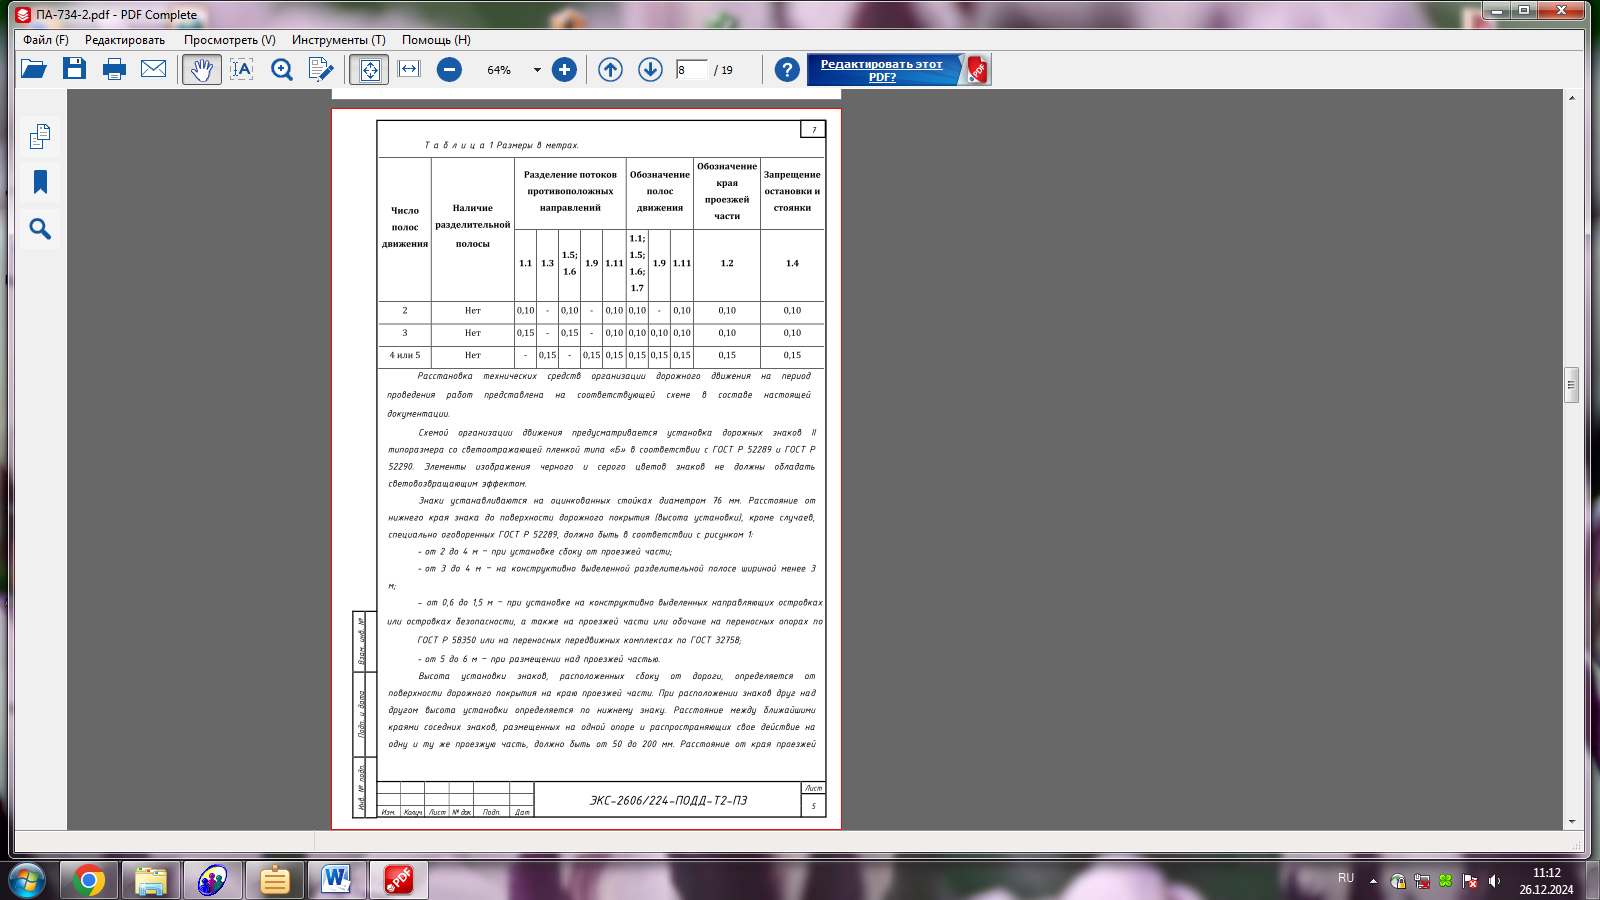 ПА-734-2.pdf - PDF Complete
Файл (F) Редактировать Просмотреть (V) Инструменты (T) Помощь (H)
64% 8 / 19 Редактировать этот PDF?
7
Т а б л и ц а 1 Размеры в метрах.
Число полос движения
Наличие разделительной полосы
Разделение потоков противоположных направлений
Обозначение полос движения
Обозначение края проезжей части
Запрещение остановки и стоянки
1.1 1.3 1.5; 1.6 1.9 1.11 1.1; 1.5; 1.6; 1.7 1.9 1.11 1.2 1.4
2 Нет 0,10 - 0,10 - 0,10 0,10 - 0,10 0,10 0,10
3 Нет 0,15 - 0,15 - 0,10 0,10 0,10 0,10 0,10 0,10
4 или 5 Нет - 0,15 - 0,15 0,15 0,15 0,15 0,15 0,15 0,15
Расстановка технических средств организации дорожного движения на период
проведения работ представлена на соответствующей схеме в составе настоящей
документации.
Схемой организации движения предусматривается установка дорожных знаков II
типоразмера со светоотражающей пленкой типа «Б» в соответствии с ГОСТ Р 52289 и ГОСТ Р
52290. Элементы изображения черного и серого цветов знаков не должны обладать
световозвращающим эффектом.
Знаки устанавливаются на оцинкованных стойках диаметром 76 мм. Расстояние от
нижнего края знака до поверхности дорожного покрытия (высота установки), кроме случаев,
специально оговоренных ГОСТ Р 52289, должно быть в соответствии с рисунком 1:
- от 2 до 4 м – при установке сбоку от проезжей части;
- от 3 до 4 м – на конструктивно выделенной разделительной полосе шириной менее 3
м;
– от 0,6 до 1,5 м – при установке на конструктивно выделенных направляющих островках
или островках безопасности, а также на проезжей части или обочине на переносных опорах по
ГОСТ Р 58350 или на переносных передвижных комплексах по ГОСТ 32758;
- от 5 до 6 м – при размещении над проезжей частью.
Высота установки знаков, расположенных сбоку от дороги, определяется от
поверхности дорожного покрытия на краю проезжей части. При расположении знаков друг над
другом высота установки определяется по нижнему знаку. Расстояние между ближайшими
краями соседних знаков, размещенных на одной опоре и распространяющих свое действие на
одну и ту же проезжую часть, должно быть от 50 до 200 мм. Расстояние от края проезжей
Взам. инв. №
Подп. и дата
Инв. № подп.
Изм. Колуч. Лист № док. Подп. Дат
ЭКС-2606/224-ПОДД-Т2-ПЗ
Лист
5
RU
11:12
26.12.2024